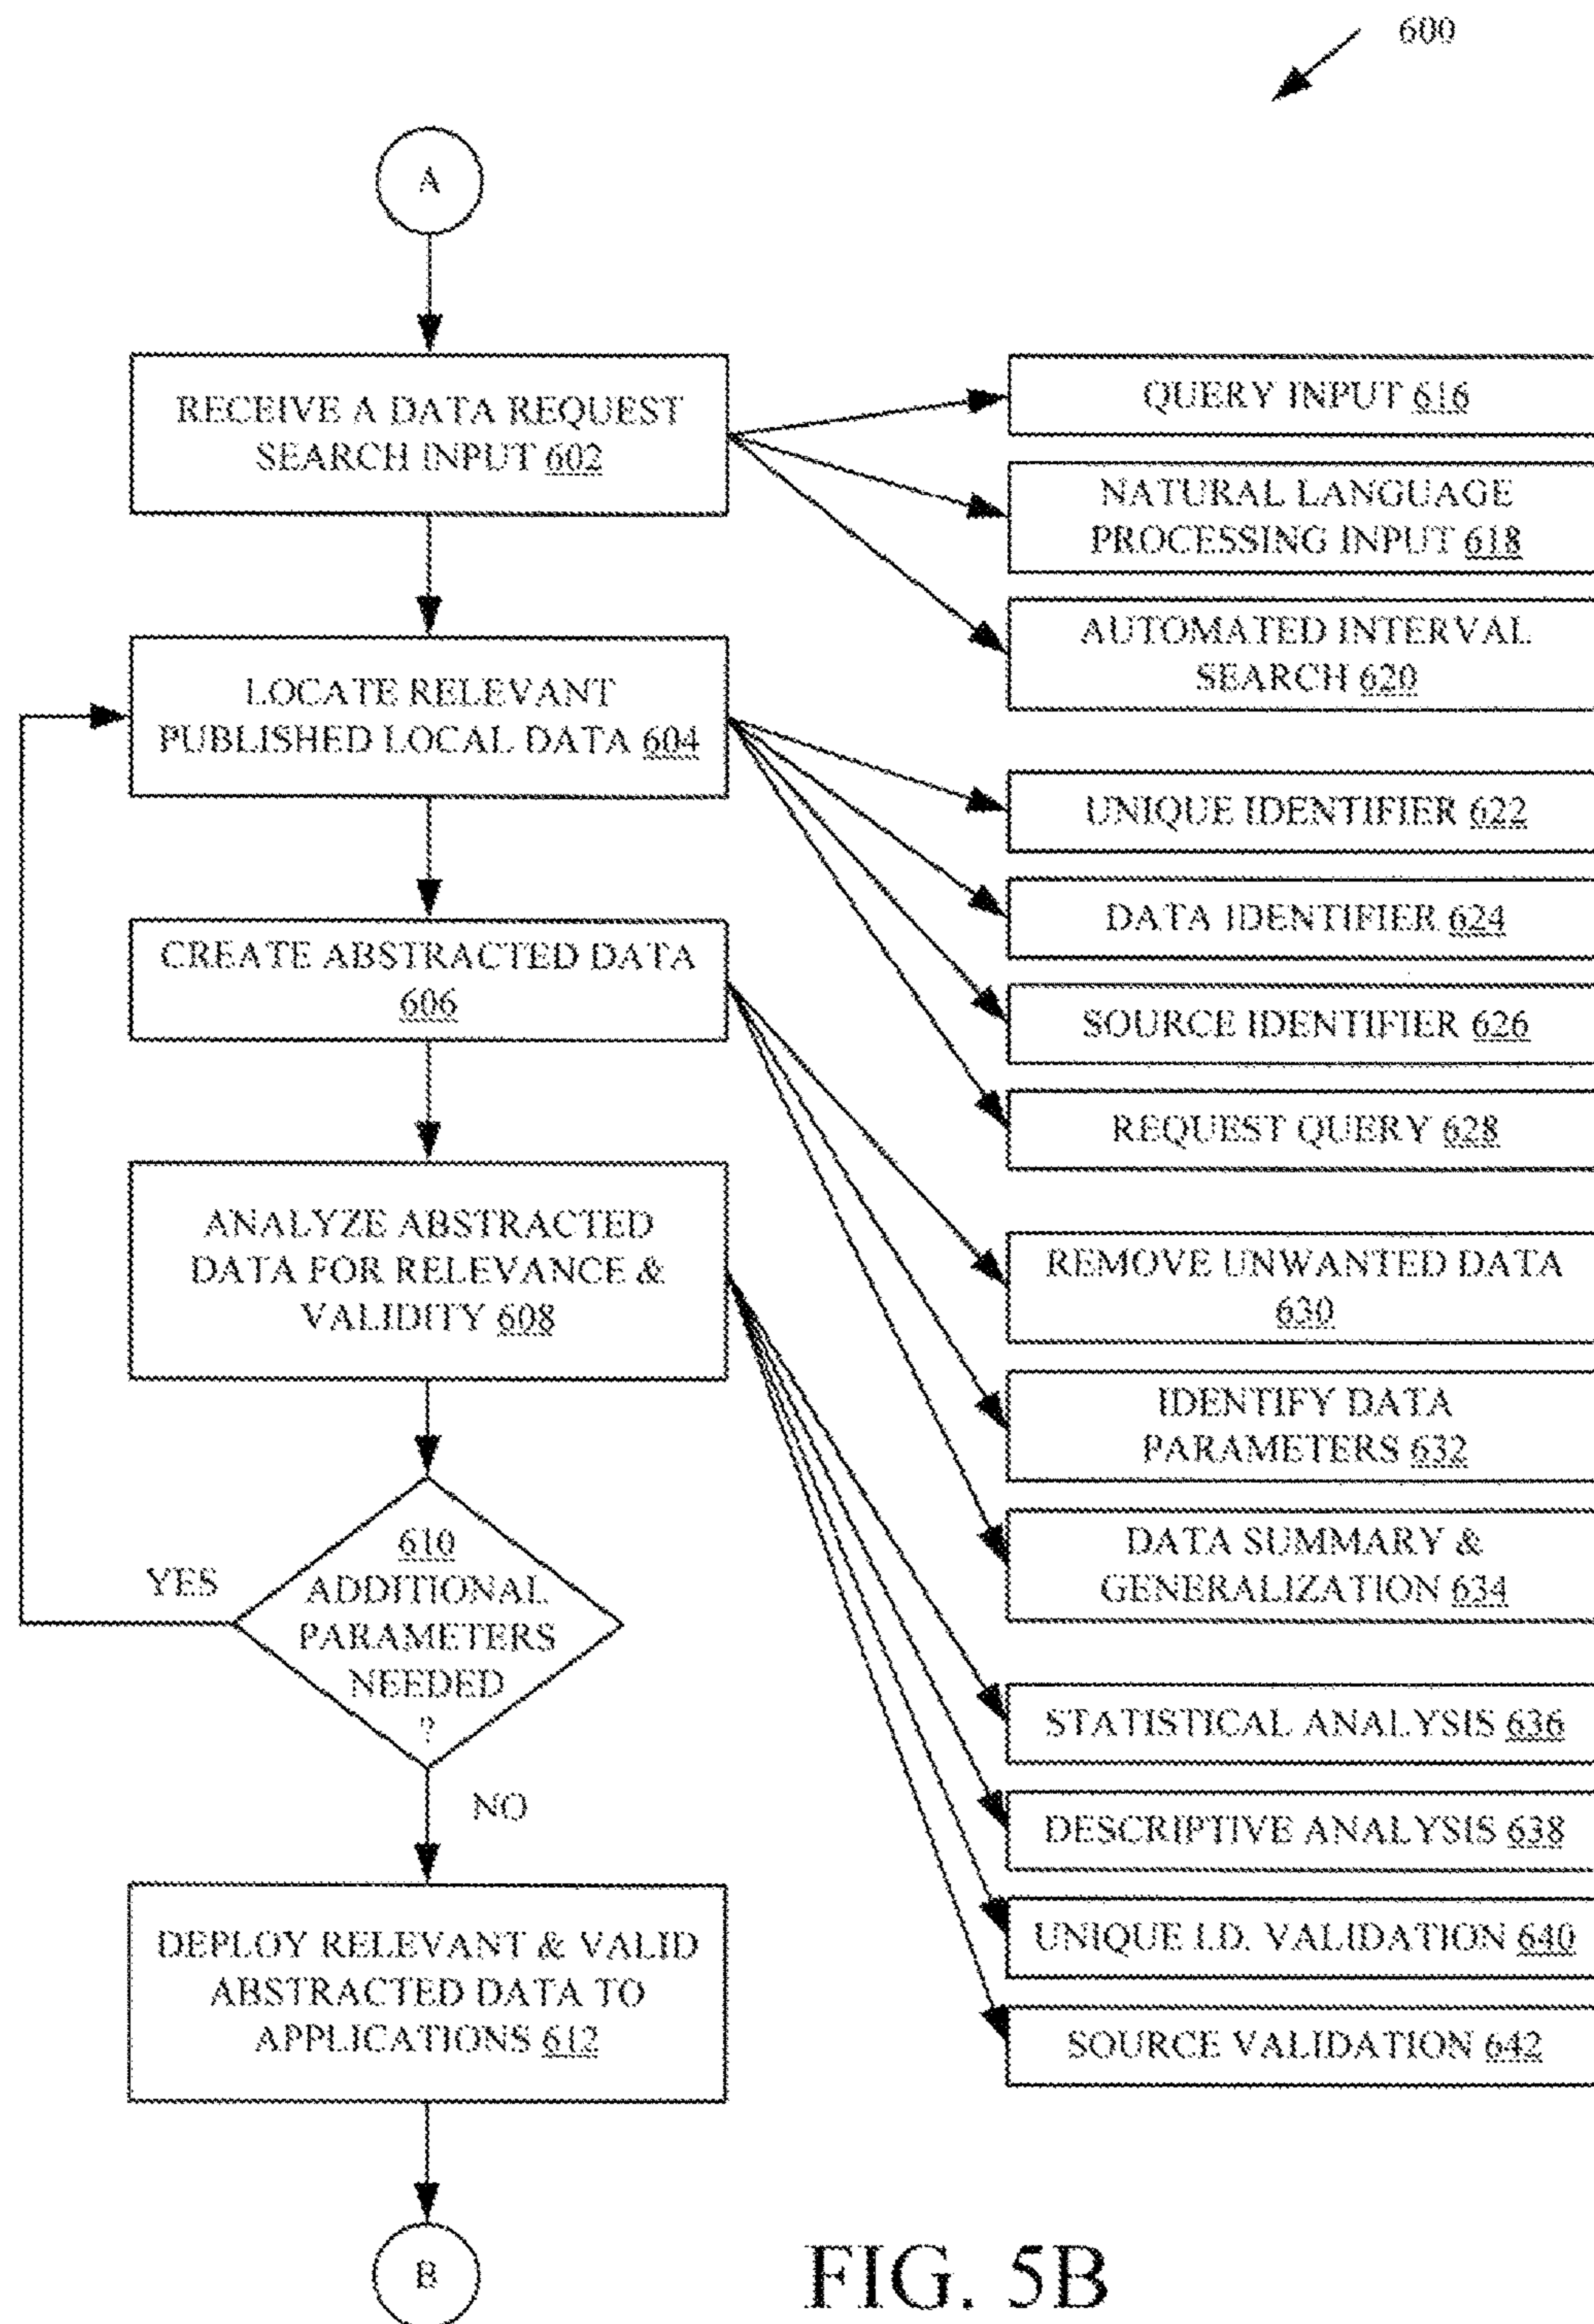 600
A
RECEIVE A DATA REQUEST
SEARCH INPUT 602
QUERY INPUT 616
NATURAL LANGUAGE
PROCESSING INPUT 618
AUTOMATED INTERVAL
SEARCH 620
LOCATE RELEVANT
PUBLISHED LOCAL DATA 604
UNIQUE IDENTIFIER 622
DATA IDENTIFIER 624
SOURCE IDENTIFIER 626
REQUEST QUERY 628
CREATE ABSTRACTED DATA
606
REMOVE UNWANTED DATA
630
IDENTIFY DATA
PARAMETERS 632
DATA SUMMARY &
GENERALIZATION 634
ANALYZE ABSTRACTED
DATA FOR RELEVANCE &
VALIDITY 608
STATISTICAL ANALYSIS 636
DESCRIPTIVE ANALYSIS 638
UNIQUE I.D. VALIDATION 640
SOURCE VALIDATION 642
610
ADDITIONAL
PARAMETERS
NEEDED
?
YES
NO
DEPLOY RELEVANT & VALID
ABSTRACTED DATA TO
APPLICATIONS 612
B
FIG. 5B